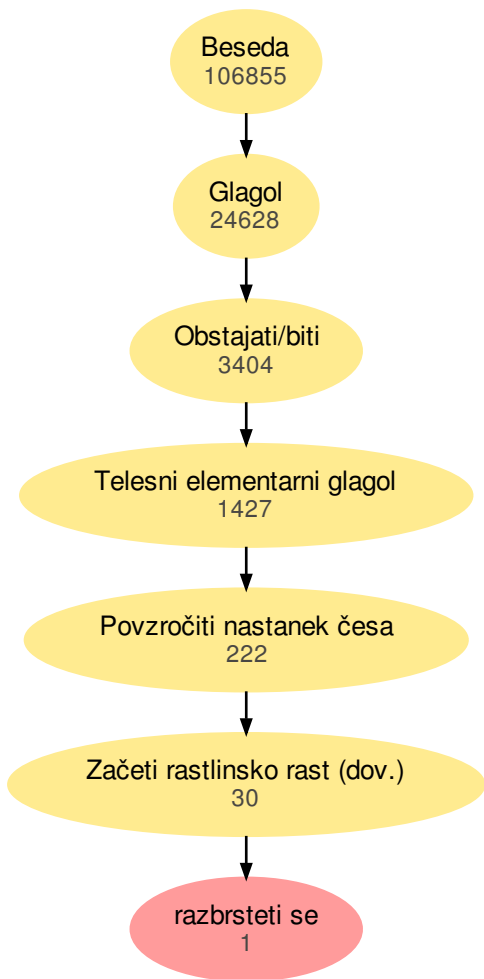 Beseda
106855
Glagol
24628
Obstajati/biti
3404
Telesni elementarni glagol
1427
Povzročiti nastanek česa
222
Začeti rastlinsko rast (dov.)
30
razbrsteti se
1